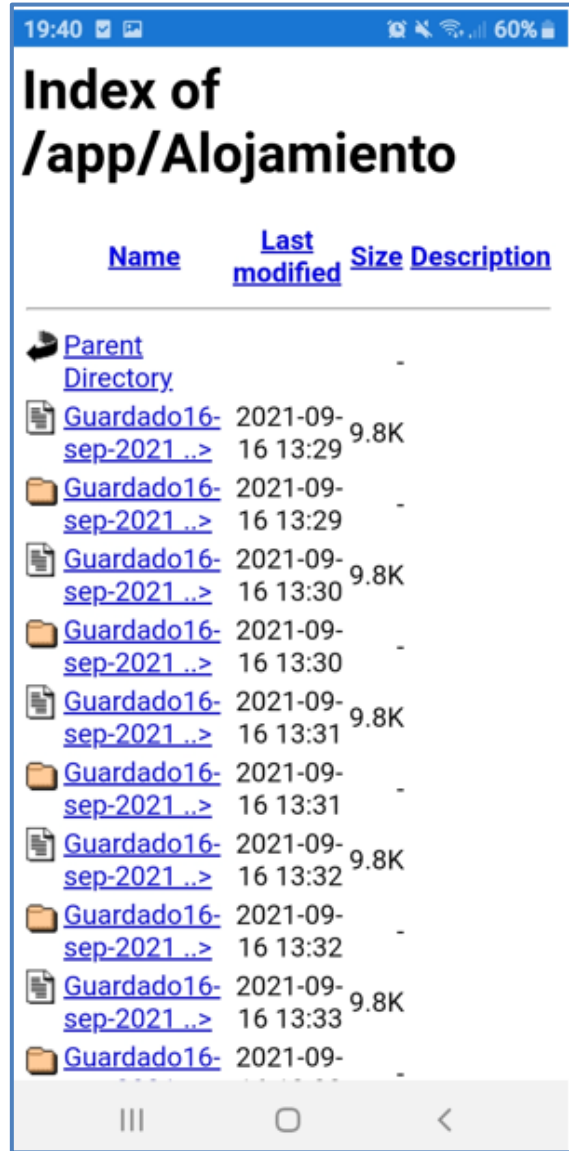 19:40 60%
Index of
/app/Alojamiento
Name Last modified Size Description
Parent Directory -
Guardado16- 2021-09- 9.8K
sep-2021 ..> 16 13:29
Guardado16- 2021-09- -
sep-2021 ..> 16 13:29
Guardado16- 2021-09- 9.8K
sep-2021 ..> 16 13:30
Guardado16- 2021-09- -
sep-2021 ..> 16 13:30
Guardado16- 2021-09- 9.8K
sep-2021 ..> 16 13:31
Guardado16- 2021-09- -
sep-2021 ..> 16 13:31
Guardado16- 2021-09- 9.8K
sep-2021 ..> 16 13:32
Guardado16- 2021-09- -
sep-2021 ..> 16 13:32
Guardado16- 2021-09- 9.8K
sep-2021 ..> 16 13:33
Guardado16- 2021-09- -